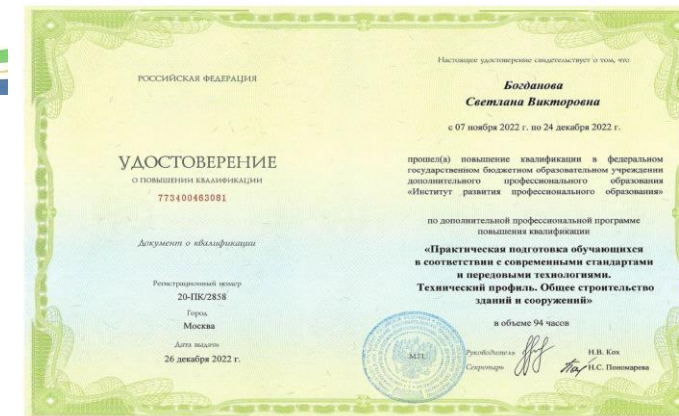 РОССИЙСКАЯ ФЕДЕРАЦИЯ
УДОСТОВЕРЕНИЕ
О ПОВЫШЕНИИ КВАЛИФИКАЦИИ
773400463081
Документ о квалификации
Регистрационный номер
20-ПК/2858
Город
Москва
Дата выдачи
26 декабря 2022 г.
Настоящее удостоверение свидетельствует о том, что
Богданова
Светлана Викторовна
с 07 ноября 2022 г. по 24 декабря 2022 г.
прошел(а) повышение квалификации в федеральном
государственном бюджетном образовательном учреждении
дополнительного профессионального образования
«Институт развития профессионального образования»
по дополнительной профессиональной программе
повышения квалификации
«Практическая подготовка обучающихся
в соответствии с современными стандартами
и передовыми технологиями.
Технический профиль. Общее строительство
зданий и сооружений»
в объеме 94 часов
М.П.
Руководитель Н.В. Кох
Секретарь Н.С. Пономарева